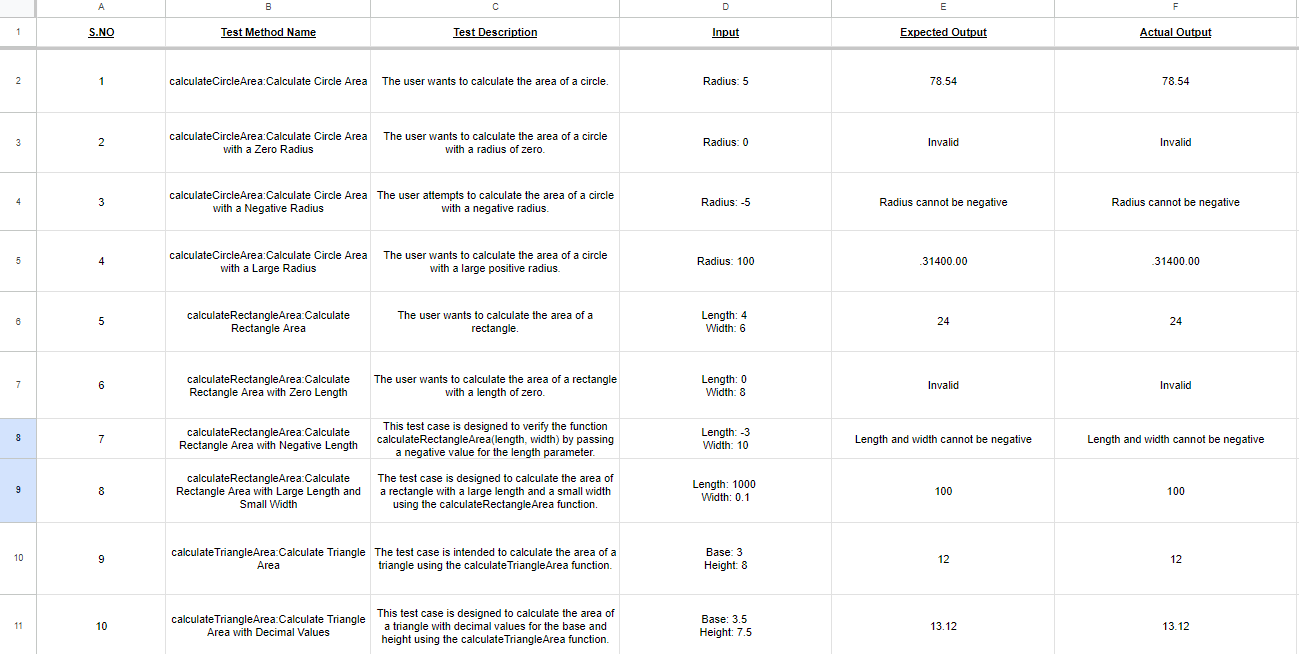 A B C D E F
1 S.NO Test Method Name Test Description Input Expected Output Actual Output
2 1 calculateCircleArea:Calculate Circle Area The user wants to calculate the area of a circle. Radius: 5 78.54 78.54
3 2 calculateCircleArea:Calculate Circle Area
with a Zero Radius The user wants to calculate the area of a circle
with a radius of zero. Radius: 0 Invalid Invalid
4 3 calculateCircleArea:Calculate Circle Area
with a Negative Radius The user attempts to calculate the area of a circle
with a negative radius. Radius: -5 Radius cannot be negative Radius cannot be negative
5 4 calculateCircleArea:Calculate Circle Area
with a Large Radius The user wants to calculate the area of a circle
with a large positive radius. Radius: 100 .31400.00 .31400.00
6 5 calculateRectangleArea:Calculate
Rectangle Area The user wants to calculate the area of a
rectangle. Length: 4
Width: 6 24 24
7 6 calculateRectangleArea:Calculate
Rectangle Area with Zero Length The user wants to calculate the area of a rectangle
with a length of zero. Length: 0
Width: 8 Invalid Invalid
8 7 calculateRectangleArea:Calculate
Rectangle Area with Negative Length This test case is designed to verify the function
calculateRectangleArea(length, width) by passing
a negative value for the length parameter. Length: -3
Width: 10 Length and width cannot be negative Length and width cannot be negative
9 8 calculateRectangleArea:Calculate
Rectangle Area with Large Length and
Small Width The test case is designed to calculate the area of
a rectangle with a large length and a small width
using the calculateRectangleArea function. Length: 1000
Width: 0.1 100 100
10 9 calculateTriangleArea:Calculate Triangle
Area The test case is intended to calculate the area of a
triangle using the calculateTriangleArea function. Base: 3
Height: 8 12 12
11 10 calculateTriangleArea:Calculate Triangle
Area with Decimal Values This test case is designed to calculate the area of
a triangle with decimal values for the base and
height using the calculateTriangleArea function. Base: 3.5
Height: 7.5 13.12 13.12